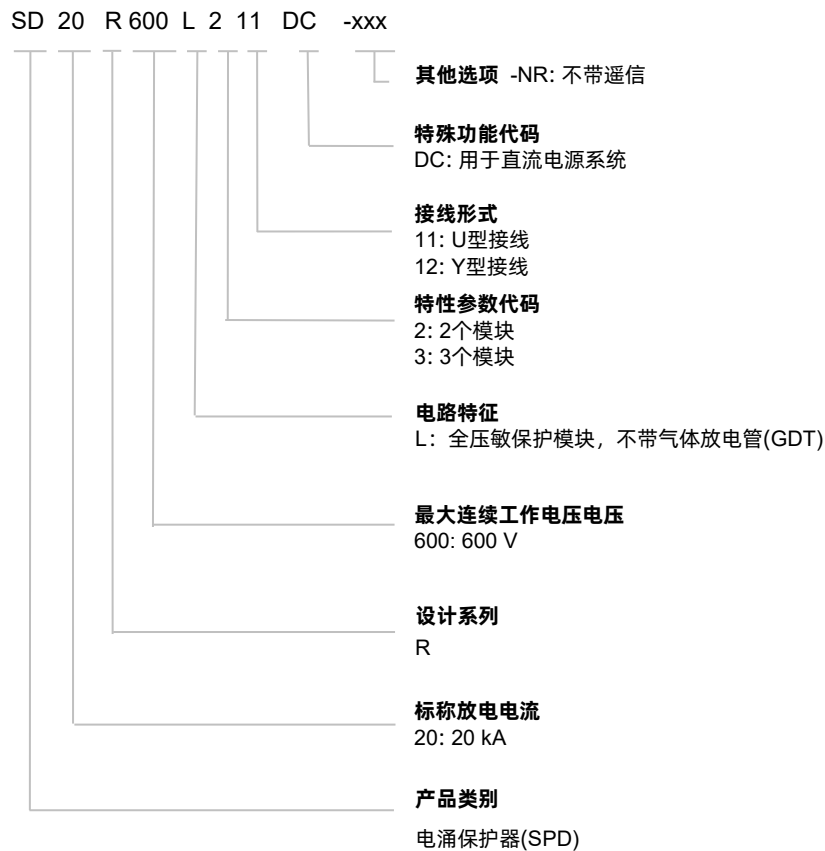 SD 20 R 600 L 2 11 DC -xxx
其他选项 -NR: 不带遥信
特殊功能代码
DC: 用于直流电源系统
接线形式
11: U型接线
12: Y型接线
特性参数代码
2: 2个模块
3: 3个模块
电路特征
L: 全压敏保护模块，不带气体放电管(GDT)
最大连续工作电压电压
600: 600 V
设计系列
R
标称放电电流
20: 20 kA
产品类别
电涌保护器(SPD)